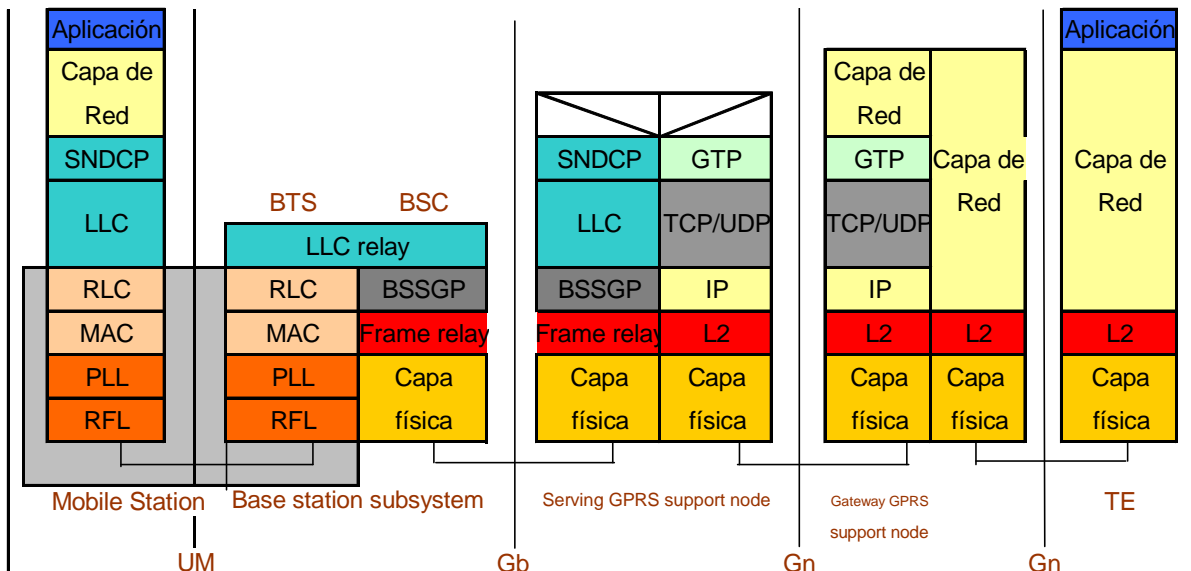 Aplicación
Capa de
Red
SNDCP
LLC
RLC
MAC
PLL
RFL
Mobile Station
BTS
BSC
LLC relay
RLC
MAC
PLL
RFL
BSSGP
Frame relay
Capa
física
Base station subsystem
SNDCP
LLC
BSSGP
Frame relay
Capa
física
GTP
TCP/UDP
IP
L2
Capa
física
Serving GPRS support node
Capa de
Red
GTP
TCP/UDP
IP
L2
Capa
física
Capa de
Red
L2
Capa
física
Gateway GPRS
support node
Aplicación
Capa de
Red
L2
Capa
física
TE
UM
Gb
Gn
Gn